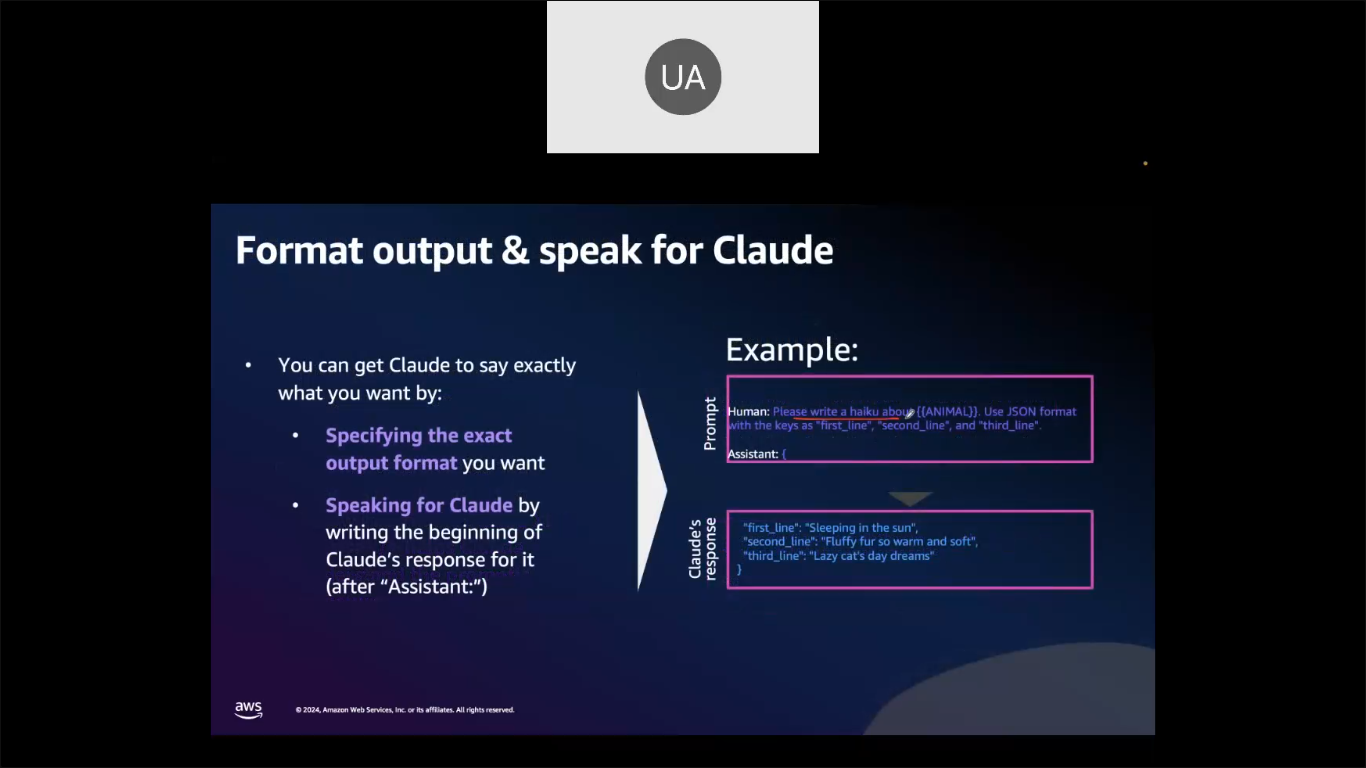 UA
Format output & speak for Claude
• You can get Claude to say exactly
what you want by:
• Specifying the exact
output format you want
• Speaking for Claude by
writing the beginning of
Claude's response for it
(after "Assistant:")
Example:
Prompt
Human: Please write a haiku about {{ANIMAL}}. Use JSON format
with the keys as "first_line", "second_line", and "third_line".
Assistant: {
Claude's
response
"first_line": "Sleeping in the sun",
"second_line": "Fluffy fur so warm and soft",
"third_line": "Lazy cat's day dreams"
}
aws
© 2024, Amazon Web Services, Inc. or its affiliates. All rights reserved.